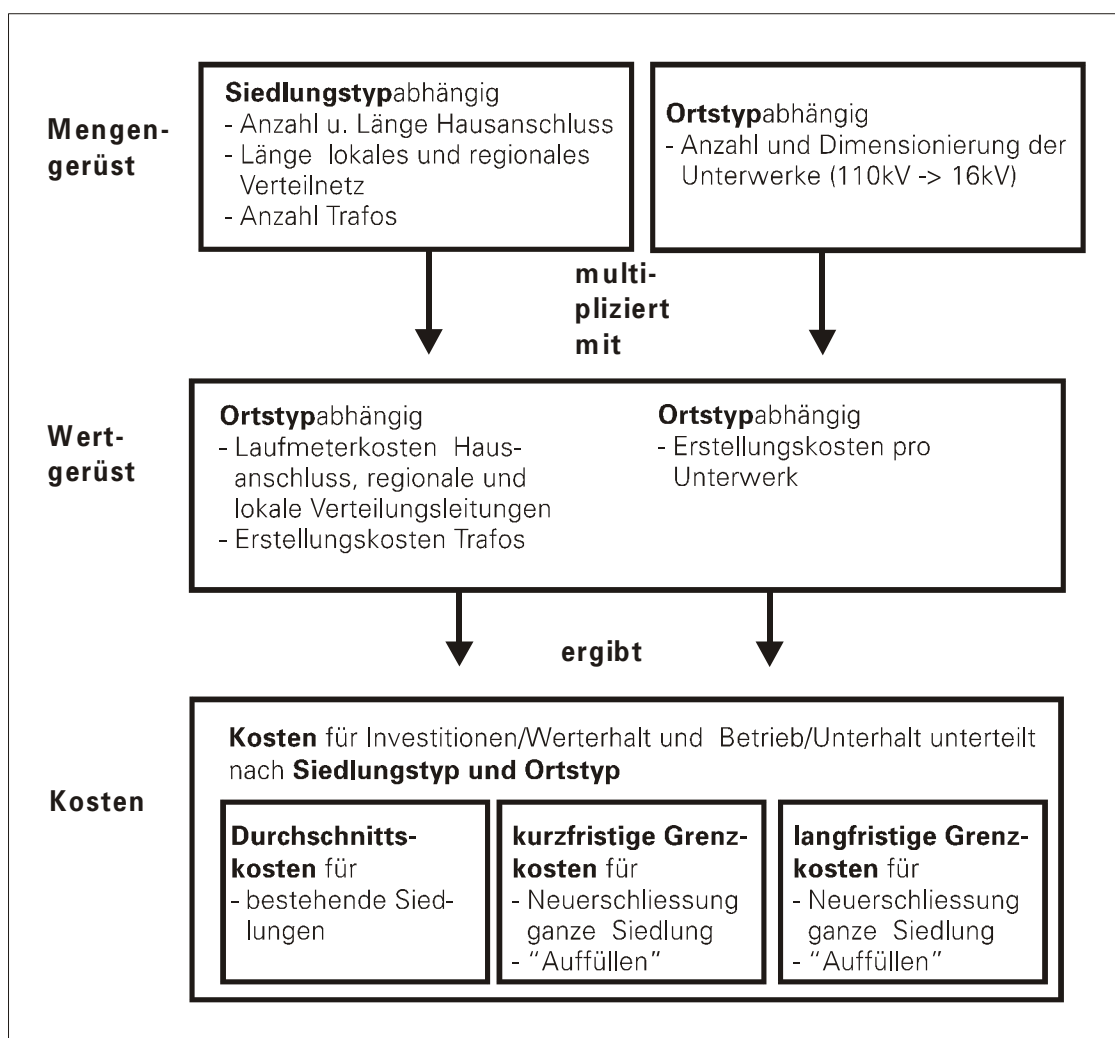 Mengen-
gerüst
Siedlungstypabhängig
- Anzahl u. Länge Hausanschluss
- Länge lokales und regionales
Verteilnetz
- Anzahl Trafos
Ortstypabhängig
- Anzahl und Dimensionierung der
Unterwerke (110kV -> 16kV)
multi-
pliziert
mit
Wert-
gerüst
Ortstypabhängig
- Laufmeterkosten Haus-
anschluss, regionale und
lokale Verteilungsleitungen
- Erstellungskosten Trafos
Ortstypabhängig
- Erstellungskosten pro
Unterwerk
ergibt
Kosten
Kosten für Investitionen/Werterhalt und Betrieb/Unterhalt unterteilt
nach Siedlungstyp und Ortstyp
Durchschnitts-
kosten für
- bestehende Sied-
lungen
kurzfristige Grenz-
kosten für
- Neuerschliessung
ganze Siedlung
- “Auffüllen”
langfristige Grenz-
kosten für
- Neuerschliessung
ganze Siedlung
- “Auffüllen”